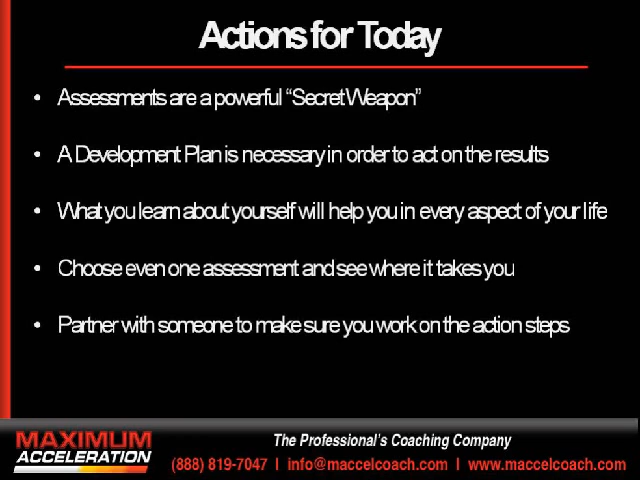 Actions for Today
• Assessments are a powerful “Secret Weapon”
• A Development Plan is necessary in order to act on the results
• What you learn about yourself will help you in every aspect of your life
• Choose even one assessment and see where it takes you
• Partner with someone to make sure you work on the action steps
MAXIMUM
ACCELERATION
The Professional's Coaching Company
(888) 819-7047 | info@maccelcoach.com | www.maccelcoach.com